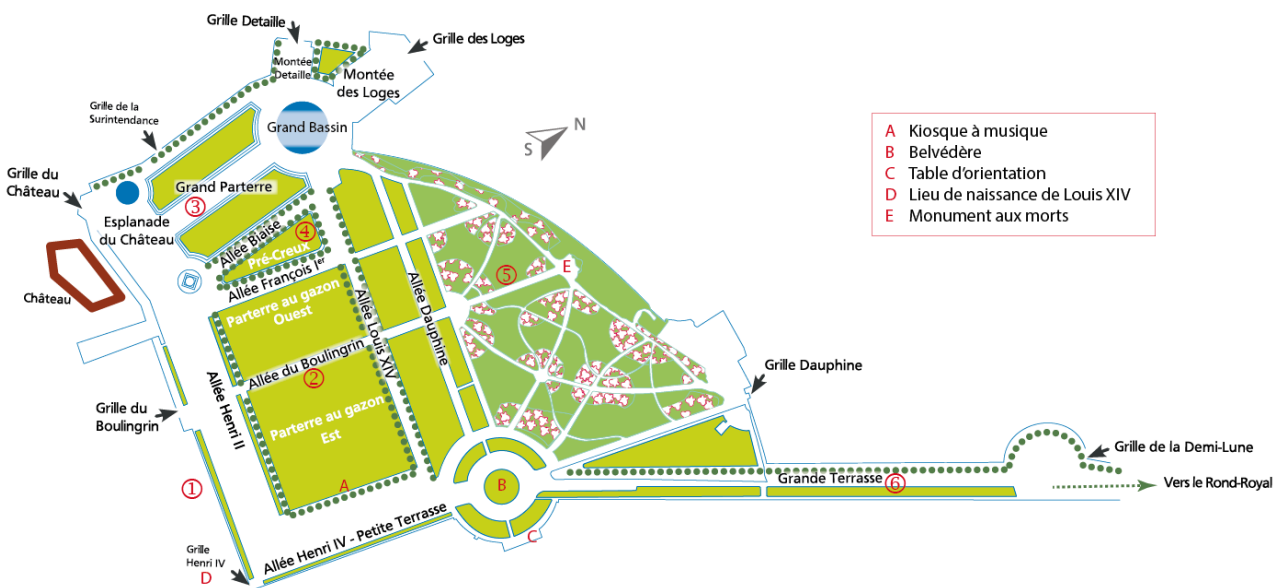 Grille Detaille
Grille des Loges
Montée
Detaille
Montée
des Loges
Grille de la
Surintendance
Grand Bassin
N
S
Grille du
Château
Grand Parterre
3
Esplanade
du Château
Allée Biaise
4
Pré-Creux
Château
Allée François Ier
Parterre au gazon
Ouest
Allée Louis XIV
Allée Dauphine
5
E
Allée du Boulingrin
2
Allée Henri II
Grille du
Boulingrin
Parterre au gazon
Est
Grille Dauphine
1
A
B
C
Grille de la Demi-Lune
Grande Terrasse
6
Vers le Rond-Royal
Allée Henri IV - Petite Terrasse
Grille
Henri IV
D
A Kiosque à musique
B Belvédère
C Table d'orientation
D Lieu de naissance de Louis XIV
E Monument aux morts